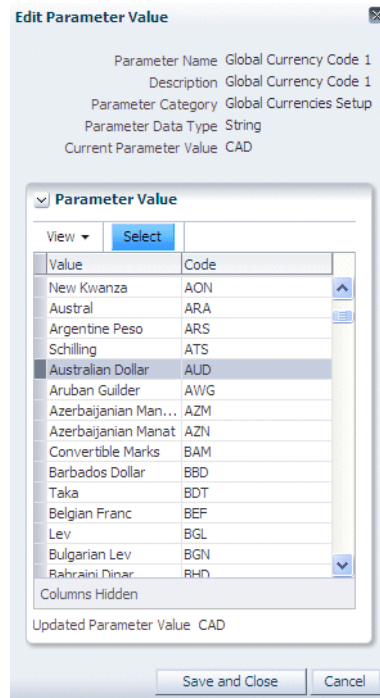 Edit Parameter Value
Parameter Name Global Currency Code 1
Description Global Currency Code 1
Parameter Category Global Currencies Setup
Parameter Data Type String
Current Parameter Value CAD
Parameter Value
View Select
Value Code
New Kwanza AON
Austral ARA
Argentine Peso ARS
Schilling ATS
Australian Dollar AUD
Aruban Guilder AWG
Azerbaijanian Man... AZM
Azerbaijanian Manat AZN
Convertible Marks BAM
Barbados Dollar BBD
Taka BDT
Belgian Franc BEF
Lev BGL
Bulgarian Lev BGN
Bahraini Dinar BHD
Columns Hidden
Updated Parameter Value CAD
Save and Close Cancel